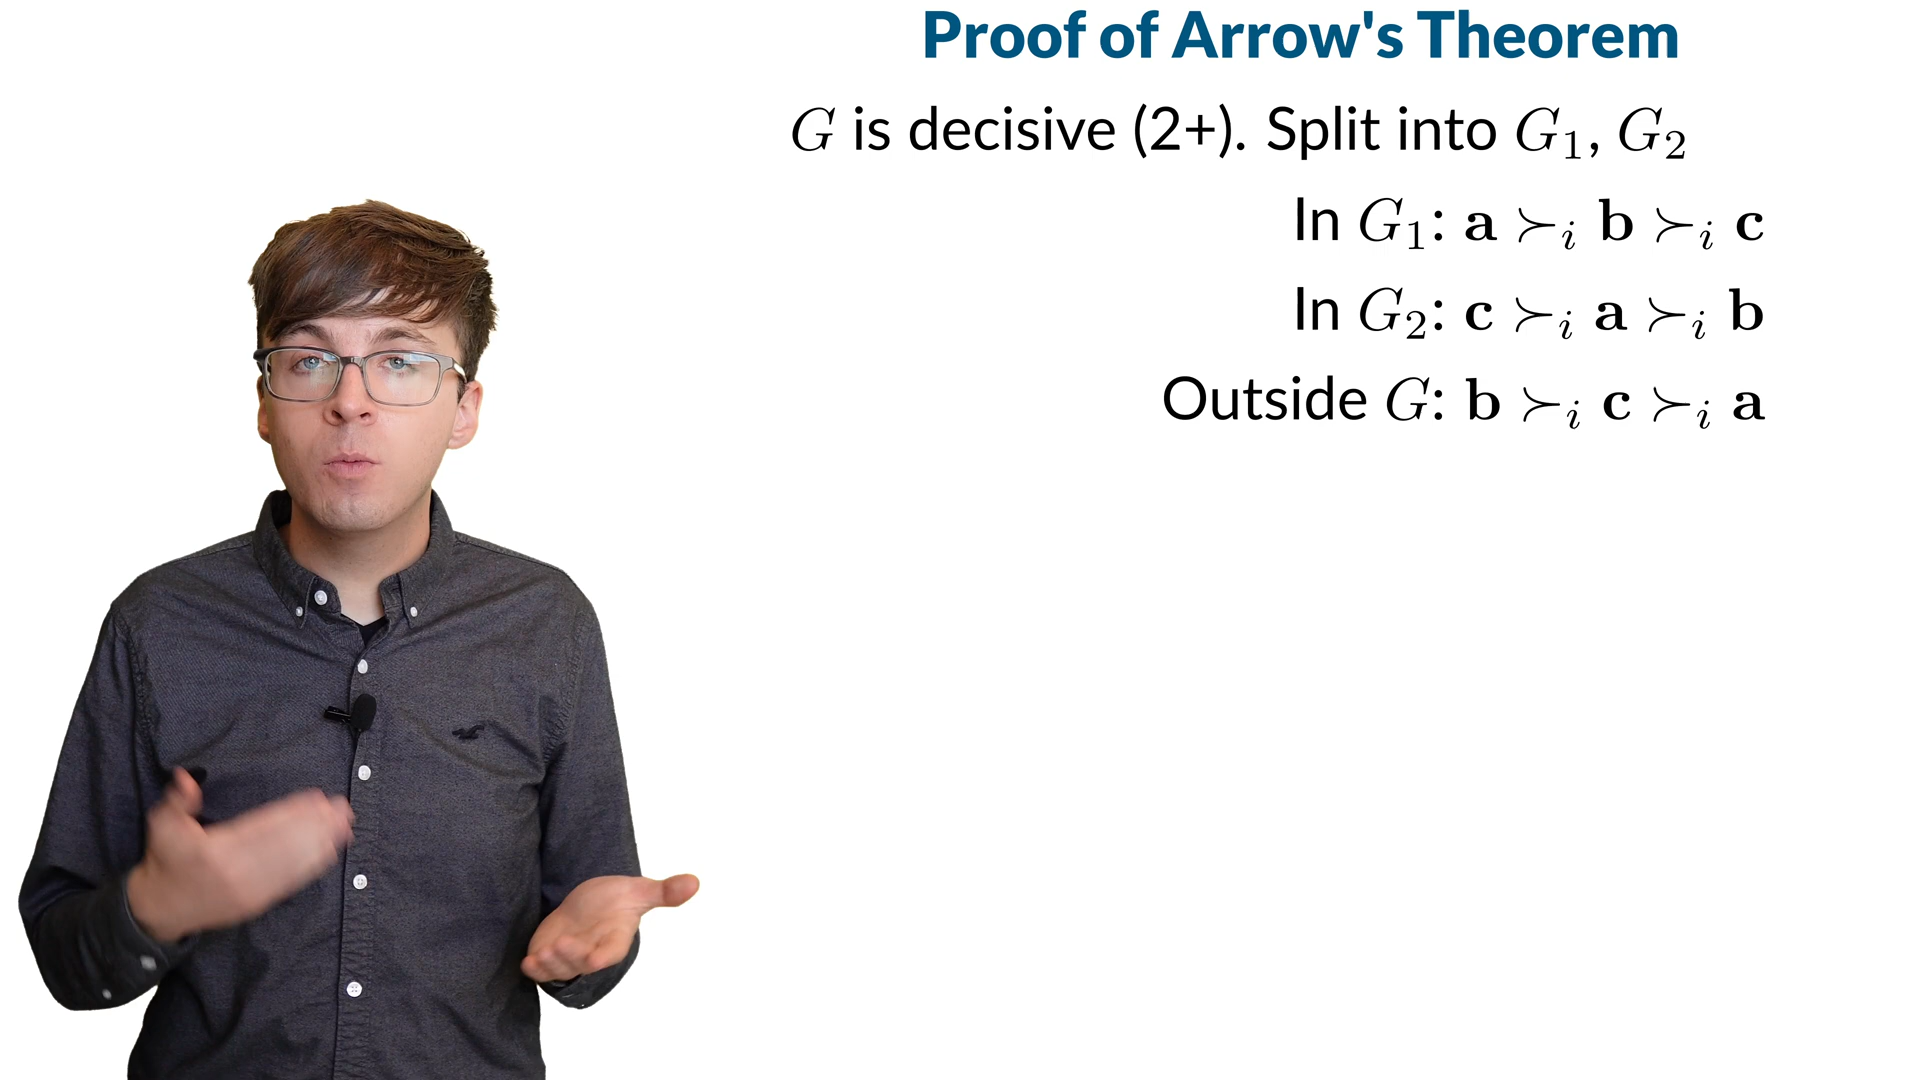 Proof of Arrow's Theorem
G is decisive (2+). Split into G₁, G₂
In G₁: a ≻ᵢ b ≻ᵢ c
In G₂: c ≻ᵢ a ≻ᵢ b
Outside G: b ≻ᵢ c ≻ᵢ a